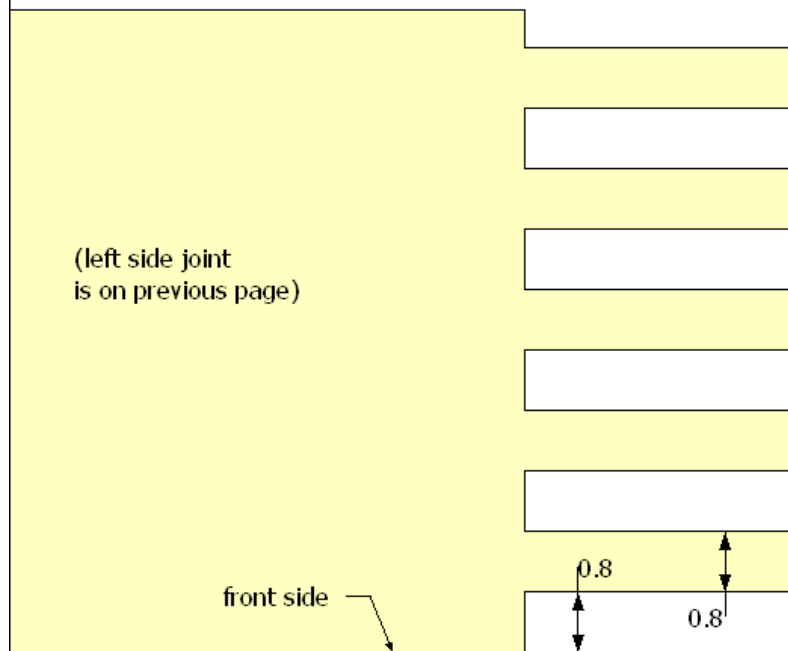 (left side joint
is on previous page)
0.8
front side
0.8